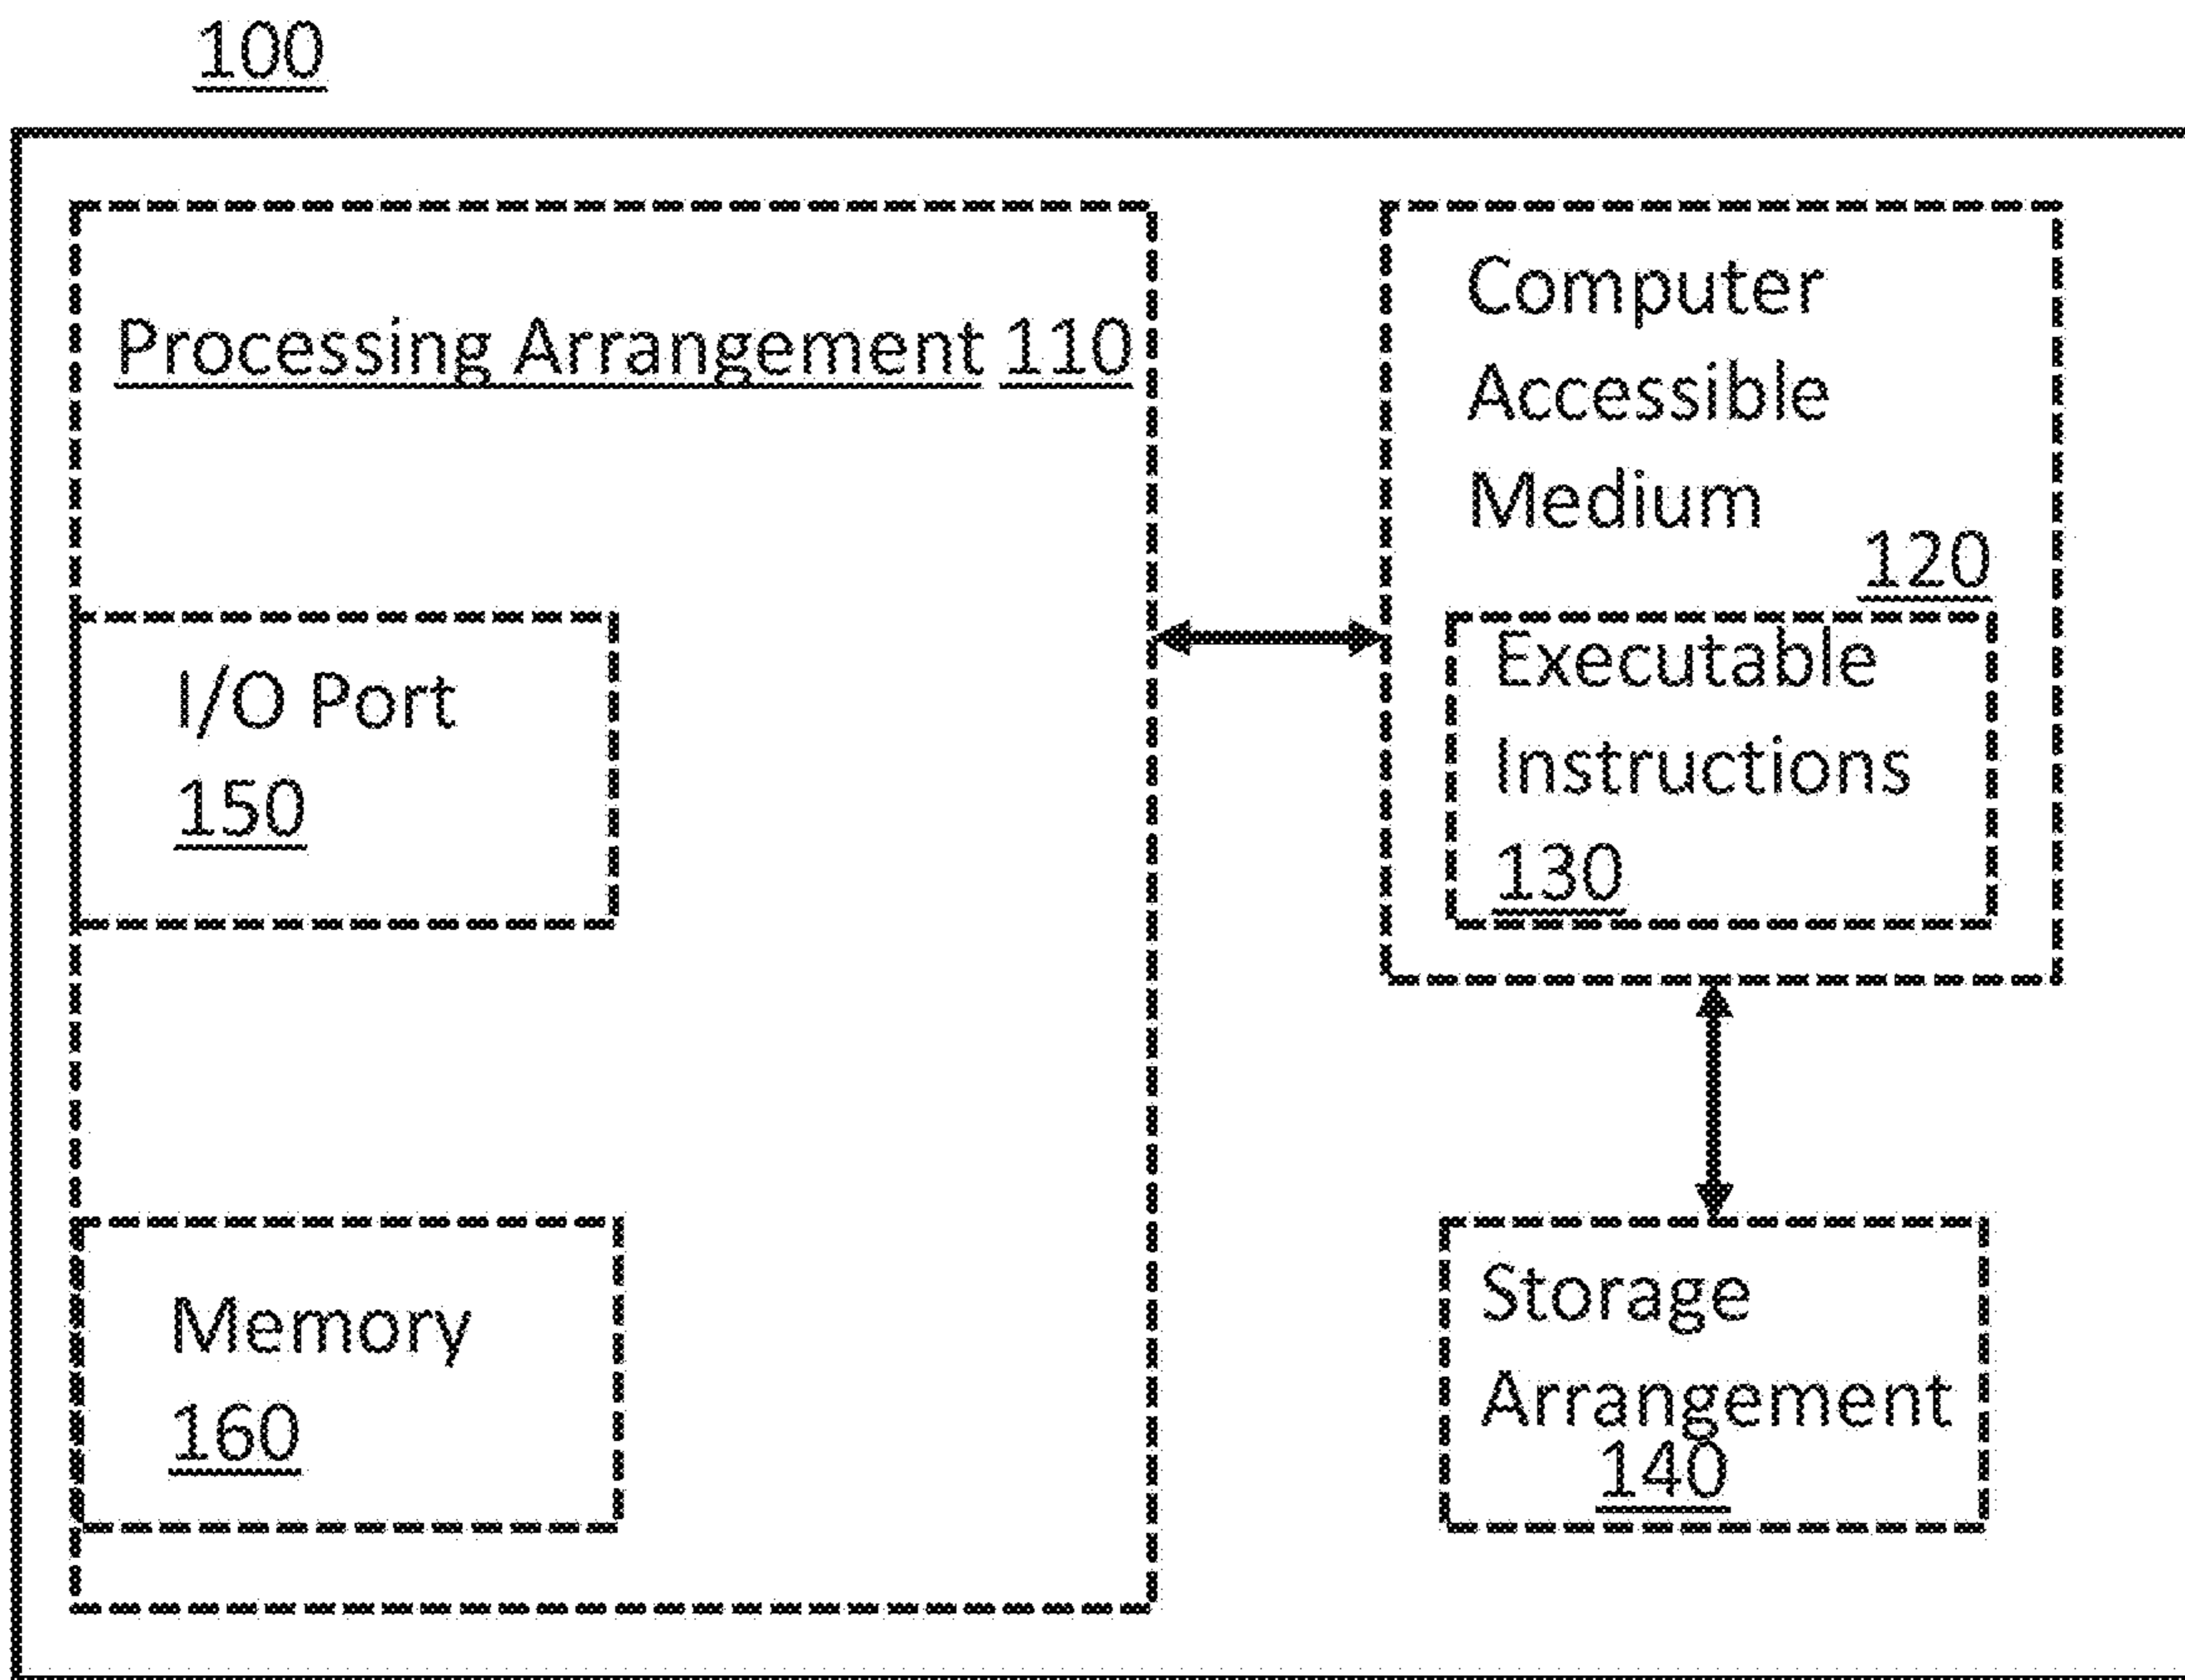 100
Processing Arrangement 110
I/O Port
150
Memory
160
Computer
Accessible
Medium
120
Executable
Instructions
130
Storage
Arrangement
140